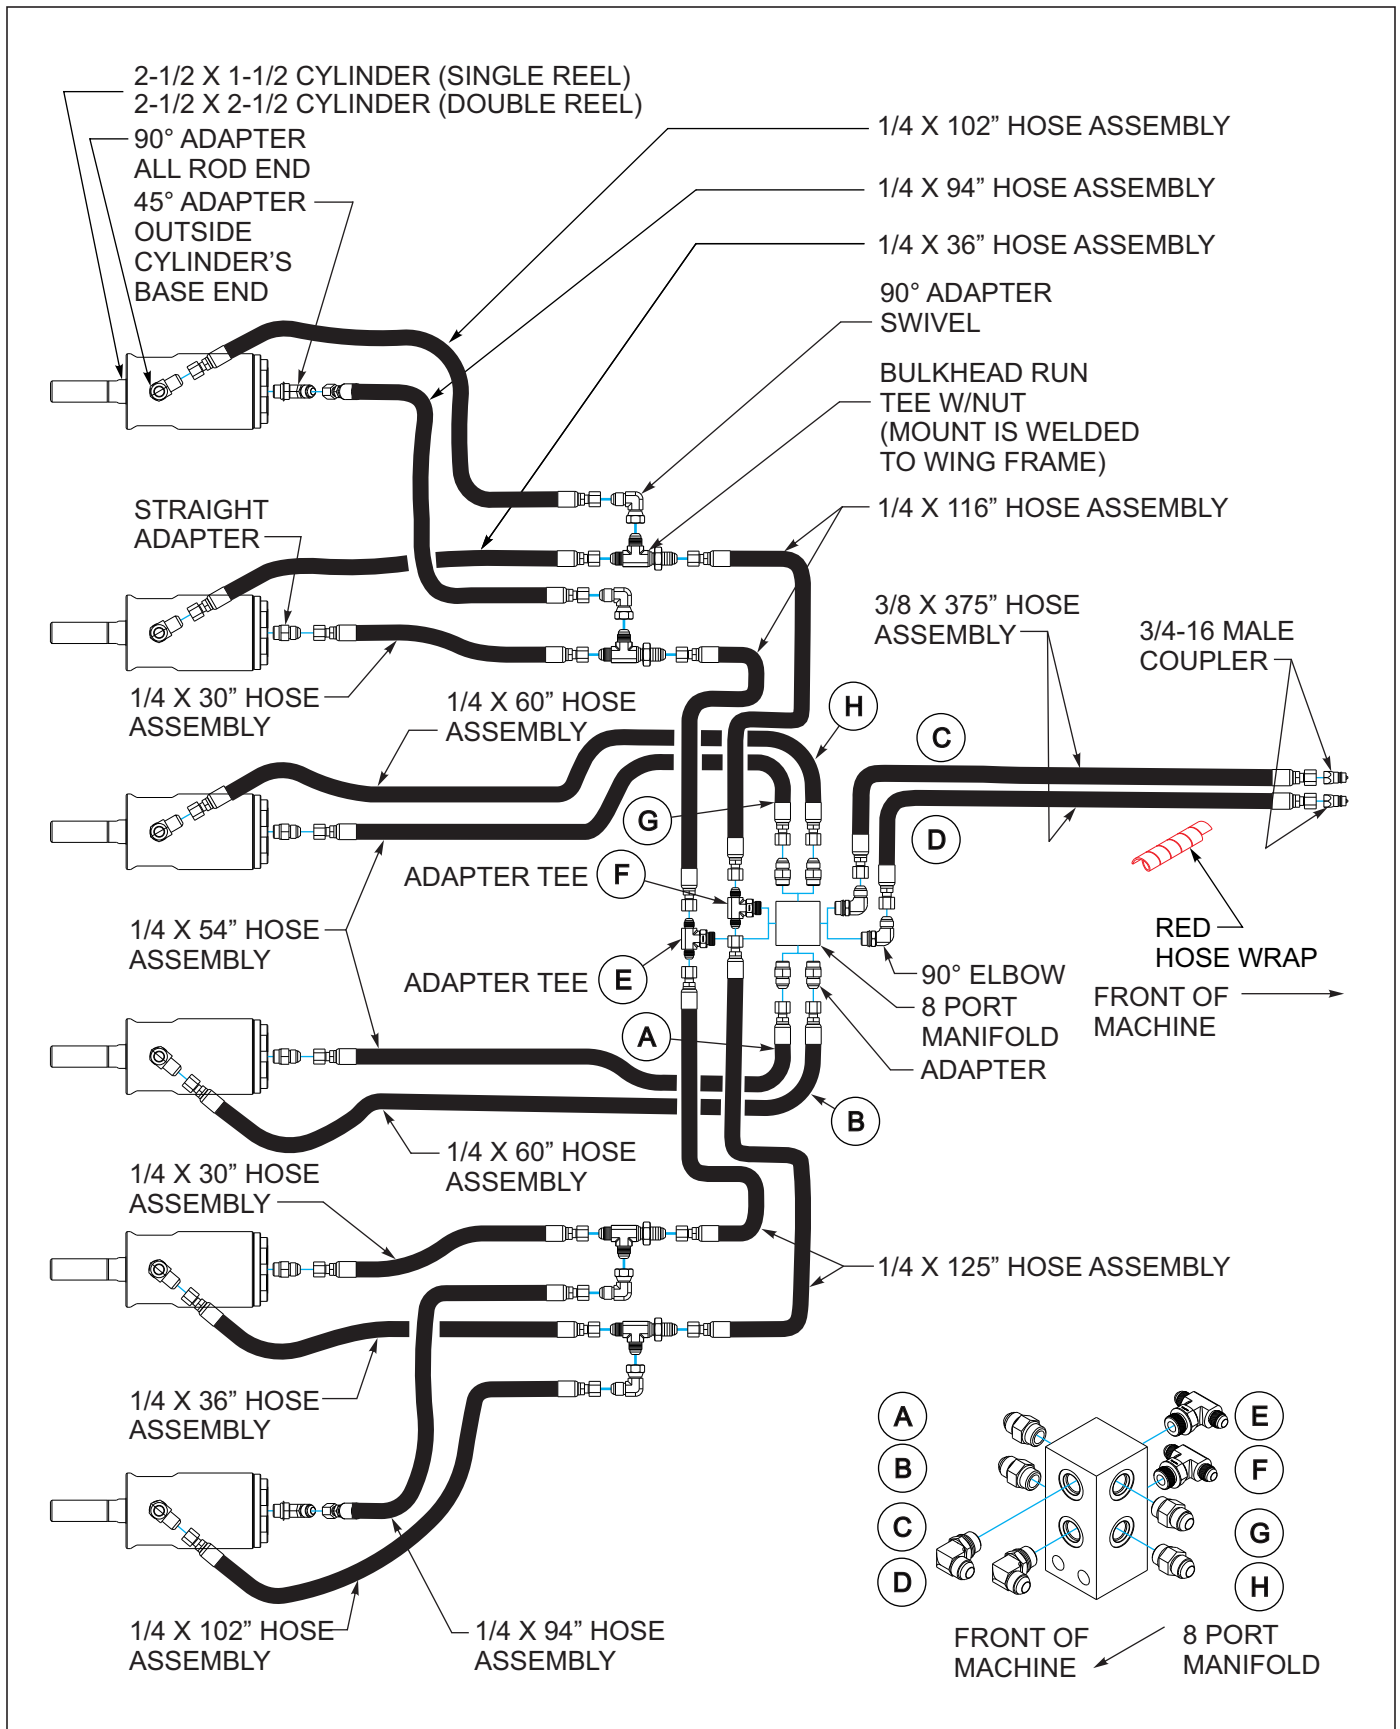 2-1/2 X 1-1/2 CYLINDER (SINGLE REEL)
2-1/2 X 2-1/2 CYLINDER (DOUBLE REEL)
90° ADAPTER
ALL ROD END
45° ADAPTER
OUTSIDE
CYLINDER’S
BASE END
1/4 X 102” HOSE ASSEMBLY
1/4 X 94” HOSE ASSEMBLY
1/4 X 36” HOSE ASSEMBLY
90° ADAPTER
SWIVEL
BULKHEAD RUN
TEE W/NUT
(MOUNT IS WELDED
TO WING FRAME)
STRAIGHT
ADAPTER
1/4 X 116” HOSE ASSEMBLY
3/8 X 375” HOSE
ASSEMBLY
3/4-16 MALE
COUPLER
1/4 X 30” HOSE
ASSEMBLY
1/4 X 60” HOSE
ASSEMBLY
H
C
G
D
ADAPTER TEE F
1/4 X 54” HOSE
ASSEMBLY
ADAPTER TEE E
RED
HOSE WRAP
90° ELBOW
8 PORT
MANIFOLD
ADAPTER
FRONT OF
MACHINE
A
B
1/4 X 60” HOSE
ASSEMBLY
1/4 X 30” HOSE
ASSEMBLY
1/4 X 125” HOSE ASSEMBLY
1/4 X 36” HOSE
ASSEMBLY
A
B
C
D
E
F
G
H
1/4 X 102” HOSE
ASSEMBLY
1/4 X 94” HOSE
ASSEMBLY
FRONT OF
MACHINE
8 PORT
MANIFOLD